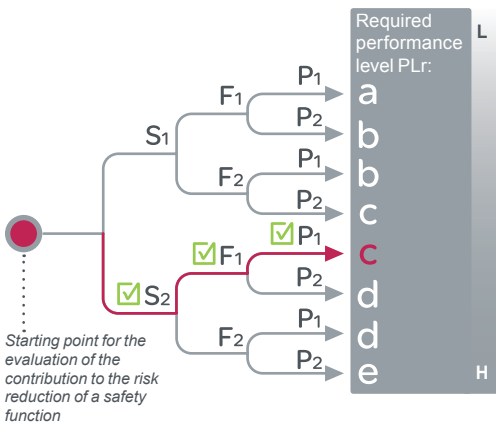 Required
performance
level PLr:
L
P1
a
F1
P2
b
S1
P1
b
F2
P2
c
P1
c
F1
P2
d
S2
P1
d
F2
P2
e
H
Starting point for the
evaluation of the
contribution to the risk
reduction of a safety
function